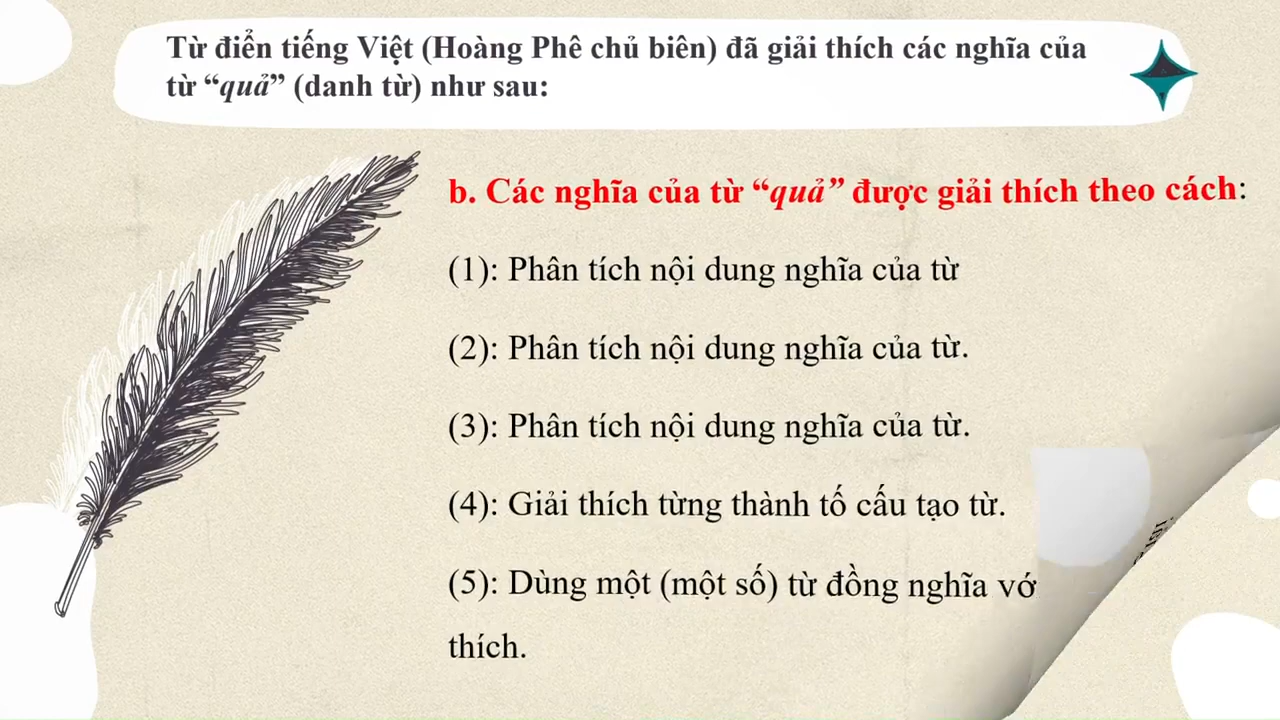 Từ điển tiếng Việt (Hoàng Phê chủ biên) đã giải thích các nghĩa của
từ “quả” (danh từ) như sau:
b. Các nghĩa của từ “quả” được giải thích theo cách:
(1): Phân tích nội dung nghĩa của từ
(2): Phân tích nội dung nghĩa của từ.
(3): Phân tích nội dung nghĩa của từ.
(4): Giải thích từng thành tố cấu tạo từ.
(5): Dùng một (một số) từ đồng nghĩa vớ
thích.